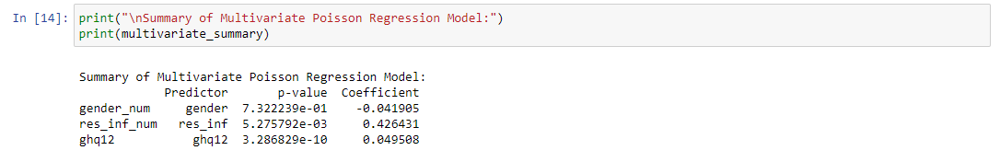 In [14]: print("\nSummary of Multivariate Poisson Regression Model:")
print(multivariate_summary)
Summary of Multivariate Poisson Regression Model:
Predictor p-value Coefficient
gender_num gender 7.322239e-01 -0.041905
res_inf_num res_inf 5.275792e-03 0.426431
ghq12 ghq12 3.286829e-10 0.049508